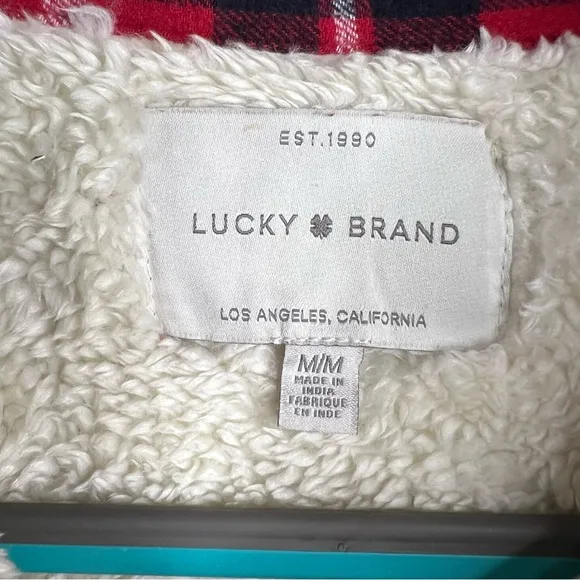 EST.1990
LUCKY BRAND
LOS ANGELES, CALIFORNIA
M/M
MADE IN
INDIA
FABRIQUE
EN INDE